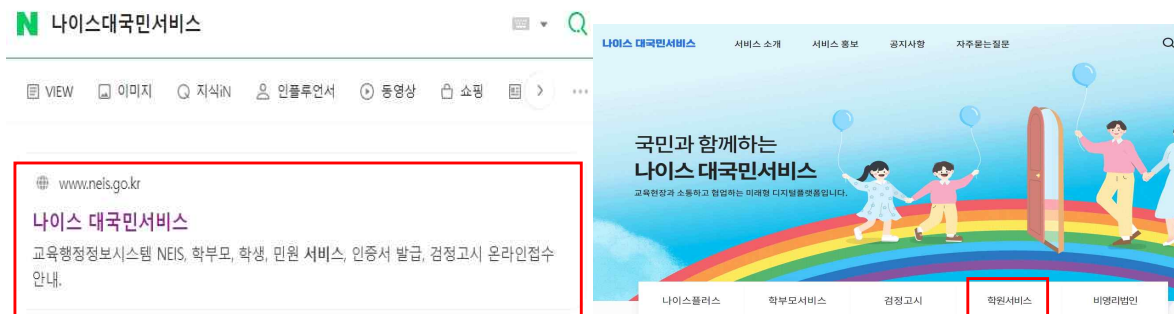 N 나이스대국민서비스
VIEW 이미지 지식iN 인플루언서 동영상 쇼핑
www.neis.go.kr
나이스 대국민서비스
교육행정정보시스템 NEIS, 학부모, 학생, 민원 서비스, 인증서 발급, 검정고시 온라인접수
안내.
나이스 대국민서비스 서비스 소개 서비스 홍보 공지사항 자주묻는질문
국민과 함께하는
나이스 대국민서비스
교육현장과 소통하고 협업하는 미래형 디지털플랫폼입니다.
나이스플러스 학부모서비스 검정고시 학원서비스 비영리법인